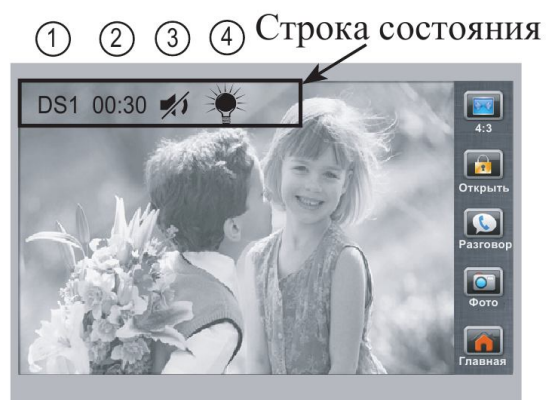 ① ② ③ ④ Строка состояния
DS1 00:30
4:3
Открыть
Разговор
Фото
Главная